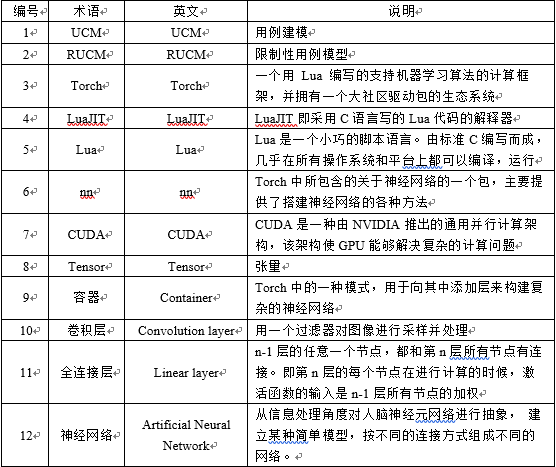 编号 术语 英文 说明
1 UCM UCM 用例建模
2 RUCM RUCM 限制性用例模型
3 Torch Torch 一个用 Lua 编写的支持机器学习算法的计算框
架，并拥有一个大社区驱动包的生态系统
4 LuaJIT LuaJIT LuaJIT 即采用 C 语言写的 Lua 代码的解释器
5 Lua Lua Lua 是一个小巧的脚本语言。由标准 C 编写而成，
几乎在所有操作系统和平台上都可以编译，运行
6 nn nn Torch 中所包含的关于神经网络的一个包，主要提
供了搭建神经网络的各种方法
7 CUDA CUDA CUDA 是一种由 NVIDIA 推出的通用并行计算架
构，该架构使 GPU 能够解决复杂的计算问题
8 Tensor Tensor 张量
9 容器 Container Torch 中的一种模式，用于向其中添加层来构建复
杂的神经网络
10 卷积层 Convolution layer 用一个过滤器对图像进行采样并处理
11 全连接层 Linear layer n-1 层的任意一个节点，都和第 n 层所有节点有连
接。即第 n 层的每个节点在进行计算的时候，激
活函数的输入是 n-1 层所有节点的加权
12 神经网络 Artificial Neural
Network 从信息处理角度对人脑神经元网络进行抽象， 建
立某种简单模型，按不同的连接方式组成不同的
网络。